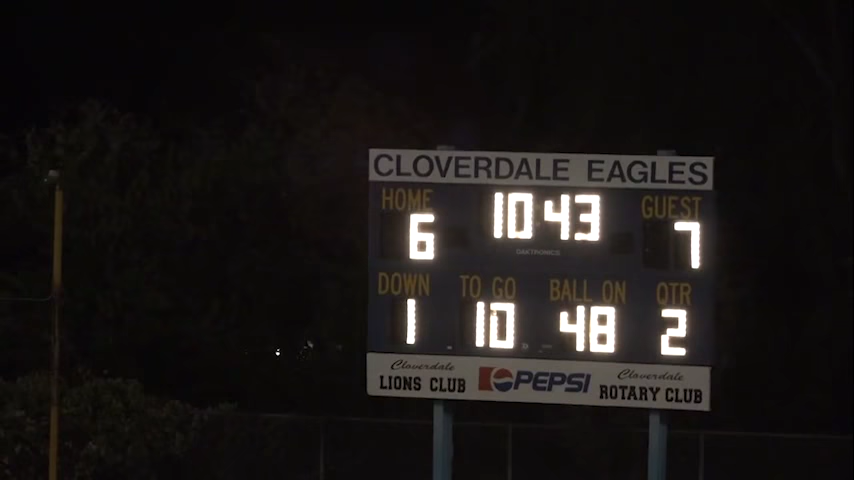 CLOVERDALE EAGLES
HOME 10 43 GUEST
6 7
DAKTRONICS
DOWN TO GO BALL ON QTR
1 10 48 2
Cloverdale LIONS CLUB
PEPSI
Cloverdale ROTARY CLUB